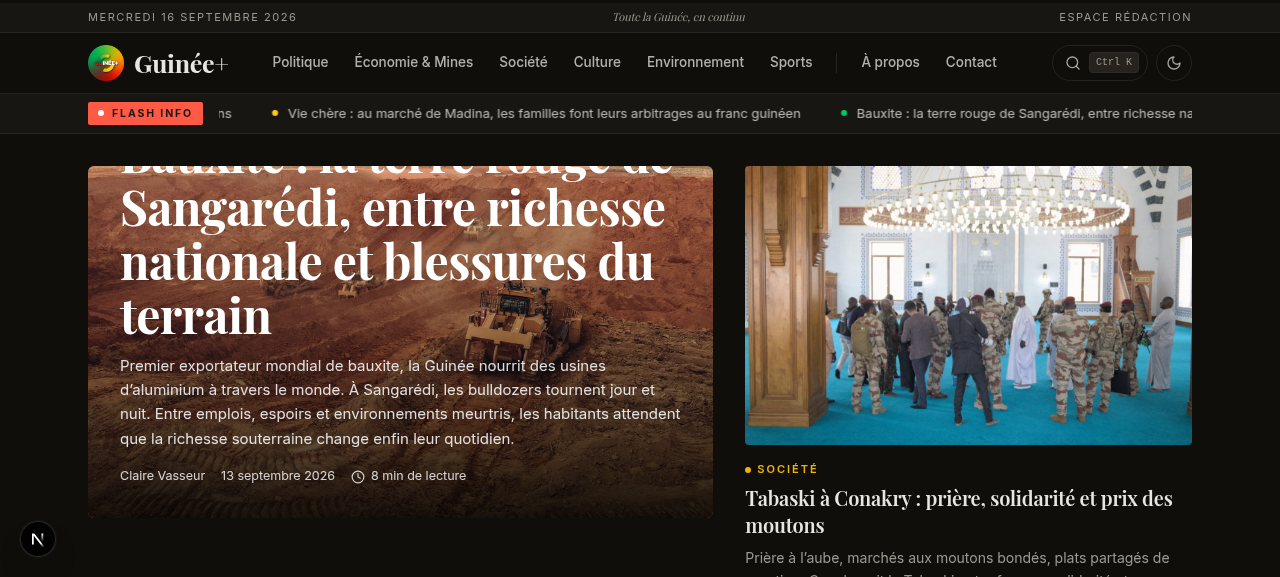 MERCREDI 16 SEPTEMBRE 2026
Toute la Guinée, en continu
ESPACE RÉDACTION
Guinée+
Politique
Économie & Mines
Société
Culture
Environnement
Sports
À propos
Contact
Ctrl K
FLASH INFO
ns
Vie chère : au marché de Madina, les familles font leurs arbitrages au franc guinéen
Bauxite : la terre rouge de Sangarédi, entre richesse na
Bauxite : la terre rouge de
Sangarédi, entre richesse
nationale et blessures du
terrain
Premier exportateur mondial de bauxite, la Guinée nourrit des usines
d’aluminium à travers le monde. À Sangarédi, les bulldozers tournent jour et
nuit. Entre emplois, espoirs et environnements meurtris, les habitants attendent
que la richesse souterraine change enfin leur quotidien.
Claire Vasseur
13 septembre 2026
8 min de lecture
SOCIÉTÉ
Tabaski à Conakry : prière, solidarité et prix des
moutons
Prière à l’aube, marchés aux moutons bondés, plats partagés de
N